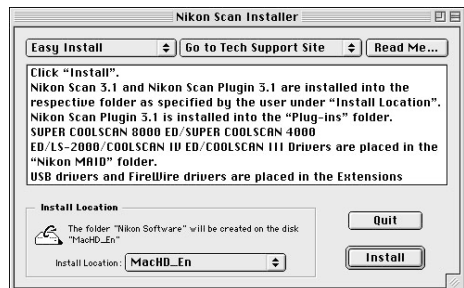 Nikon Scan Installer
Easy Install
Go to Tech Support Site
Read Me...
Click “Install”.
Nikon Scan 3.1 and Nikon Scan Plugin 3.1 are installed into the
respective folder as specified by the user under “Install Location”.
Nikon Scan Plugin 3.1 is installed into the “Plug-ins” folder.
SUPER COOLSCAN 8000 ED/SUPER COOLSCAN 4000
ED/LS-2000/COOLSCAN IV ED/COOLSCAN III Drivers are placed in the
“Nikon MAID” folder.
USB drivers and FireWire drivers are placed in the Extensions
Install Location
The folder "Nikon Software" will be created on the disk
"MacHD_En"
Install Location: MacHD_En
Quit
Install